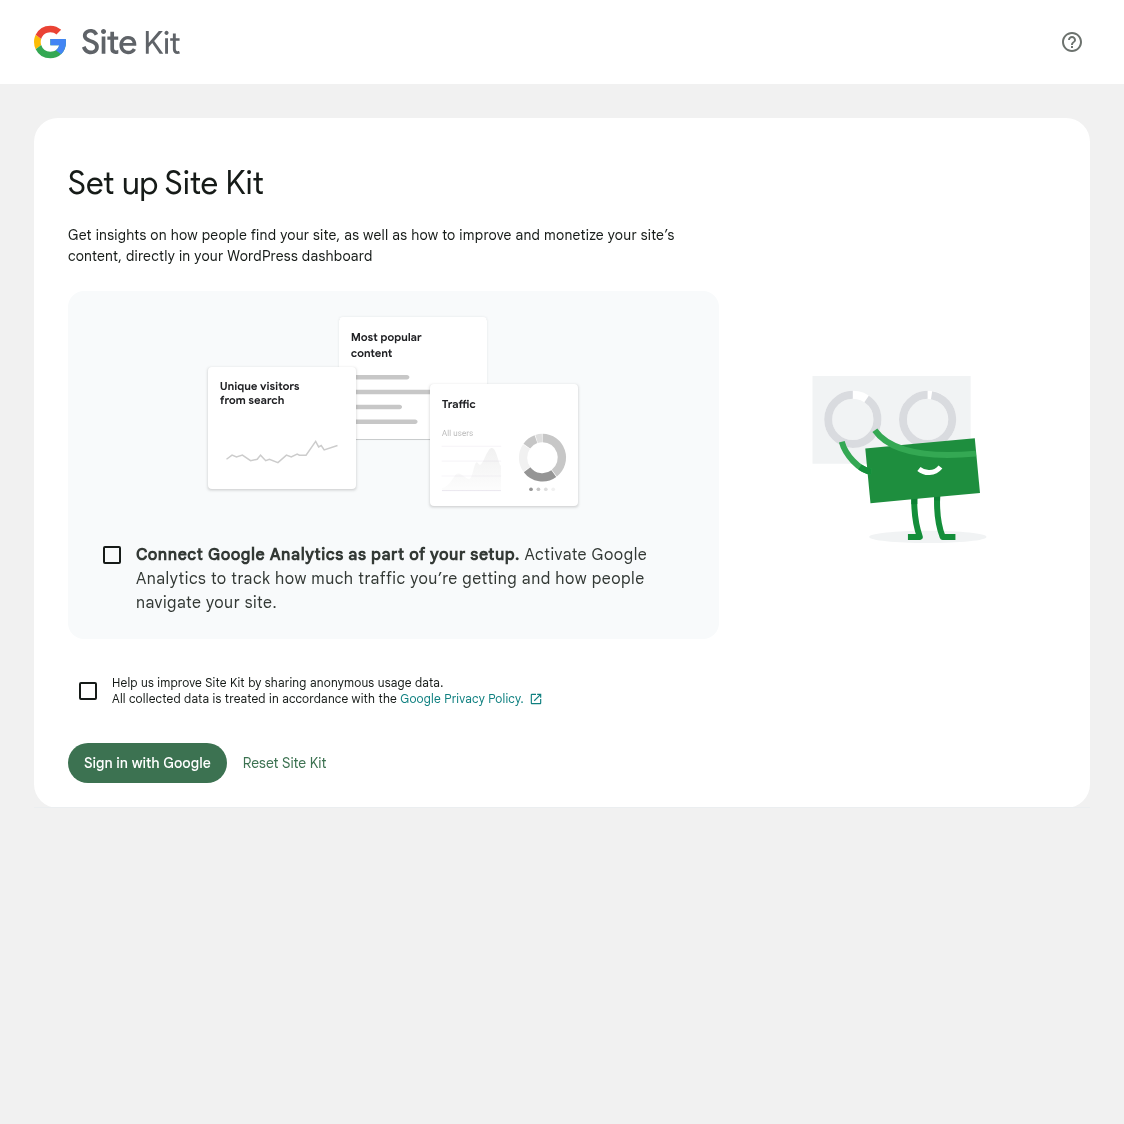 Site Kit
Set up Site Kit
Get insights on how people find your site, as well as how to improve and monetize your site’s
content, directly in your WordPress dashboard
Most popular
content
Unique visitors
from search
Traffic
All users
Connect Google Analytics as part of your setup. Activate Google
Analytics to track how much traffic you’re getting and how people
navigate your site.
Help us improve Site Kit by sharing anonymous usage data.
All collected data is treated in accordance with the Google Privacy Policy.
Sign in with Google
Reset Site Kit